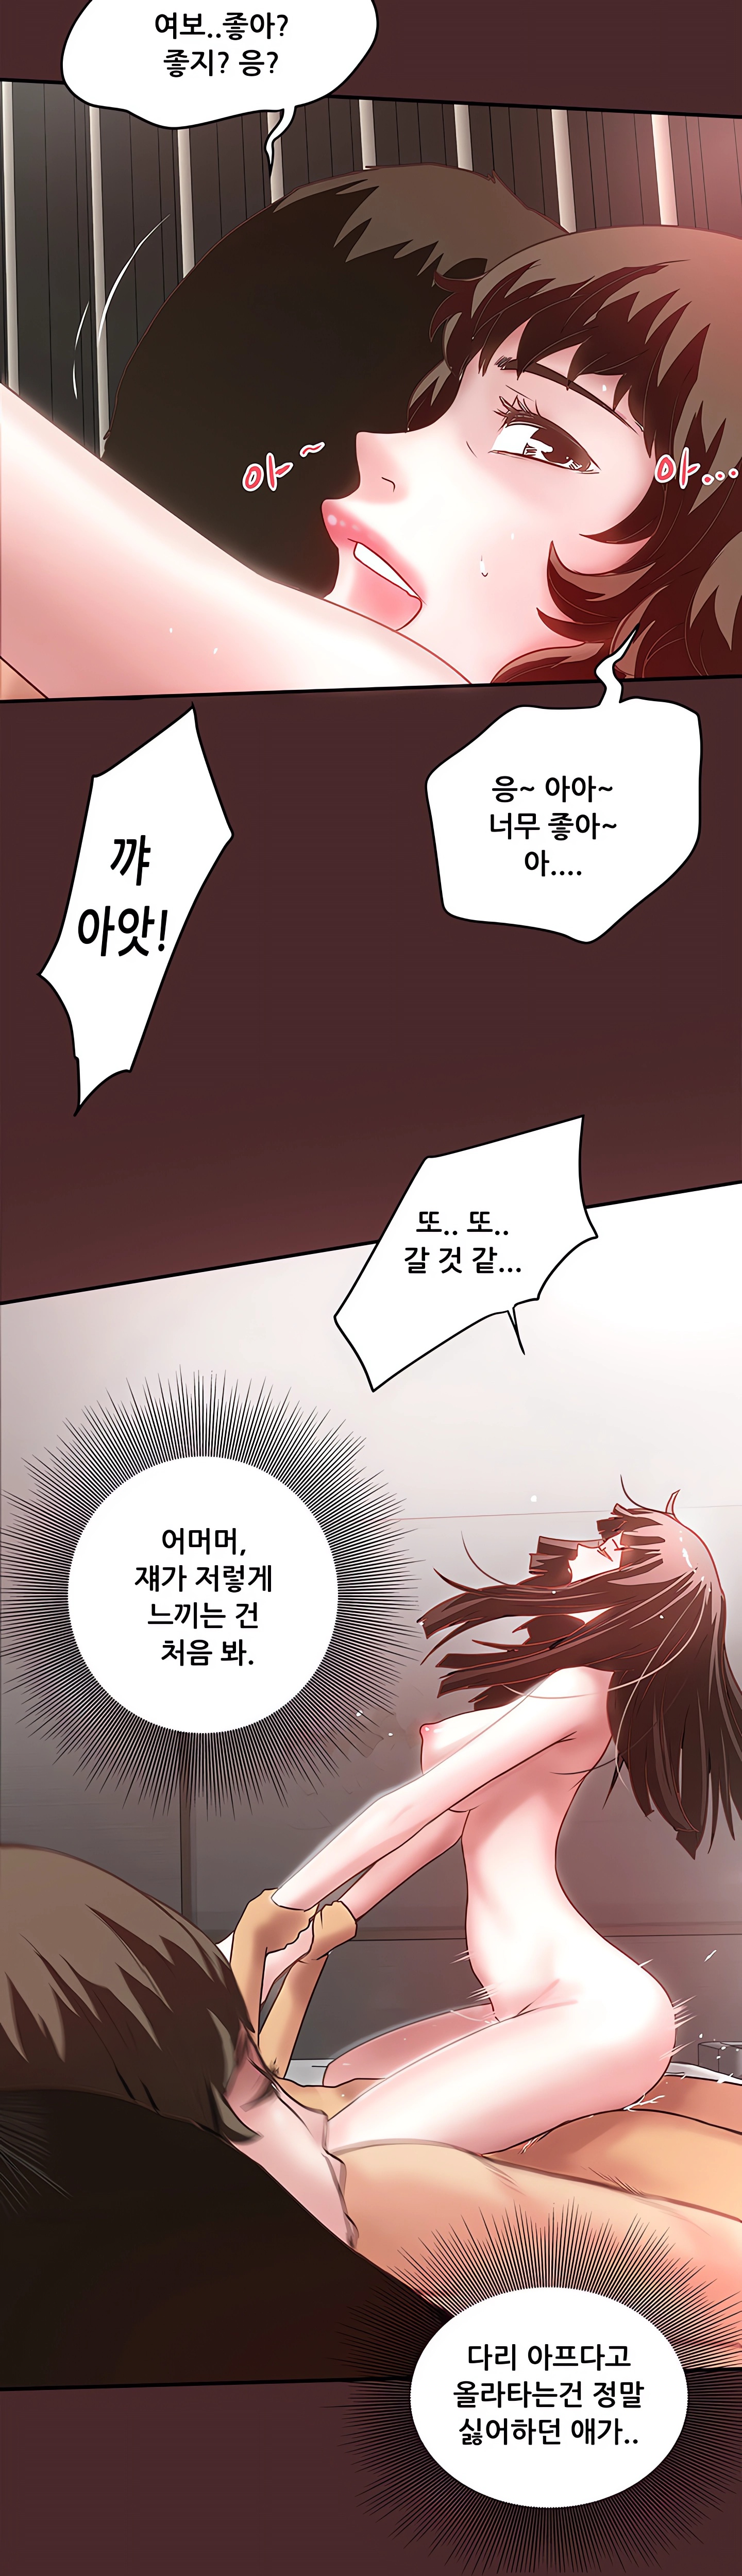 여보..좋아?
좋지? 응?
아~
아...
응~ 아아~
너무 좋아~
아....
꺄
아앗!
또.. 또..
갈 것 같...
어머머,
쟤가 저렇게
느끼는 건
처음 봐.
다리 아프다고
올라타는건 정말
싫어하던 애가..